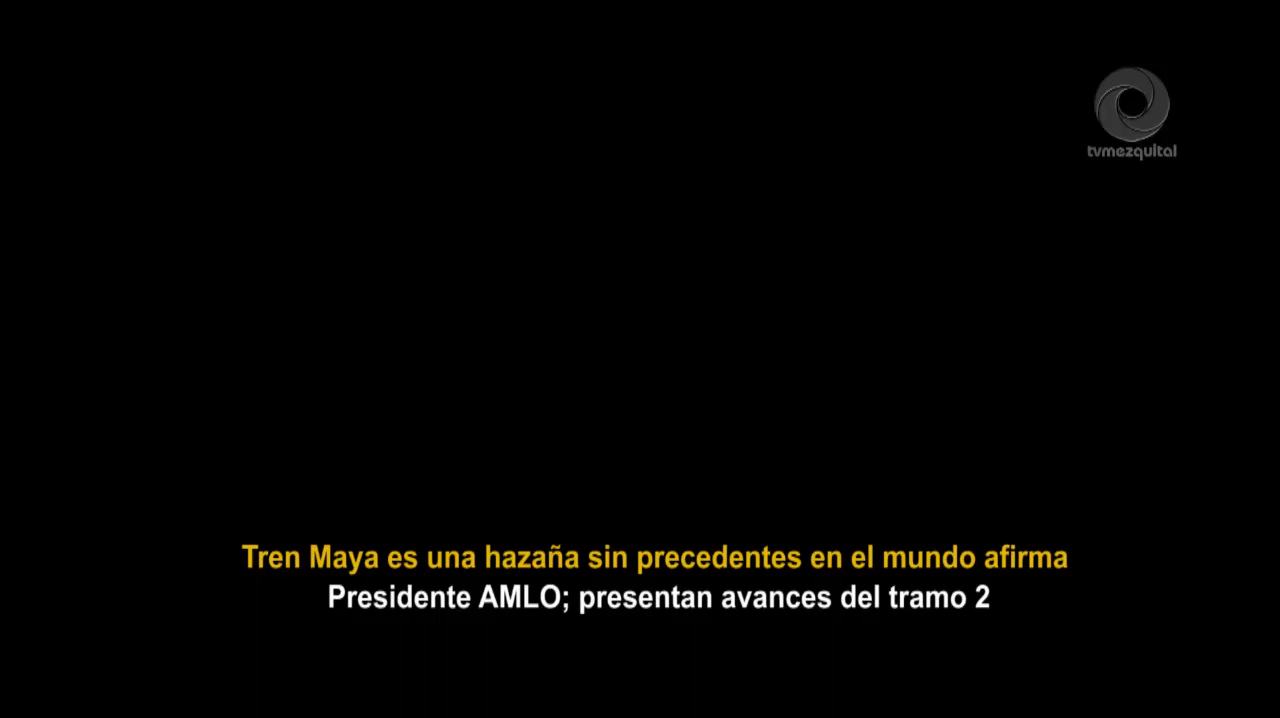 tvmezquital
Tren Maya es una hazaña sin precedentes en el mundo afirma
Presidente AMLO; presentan avances del tramo 2